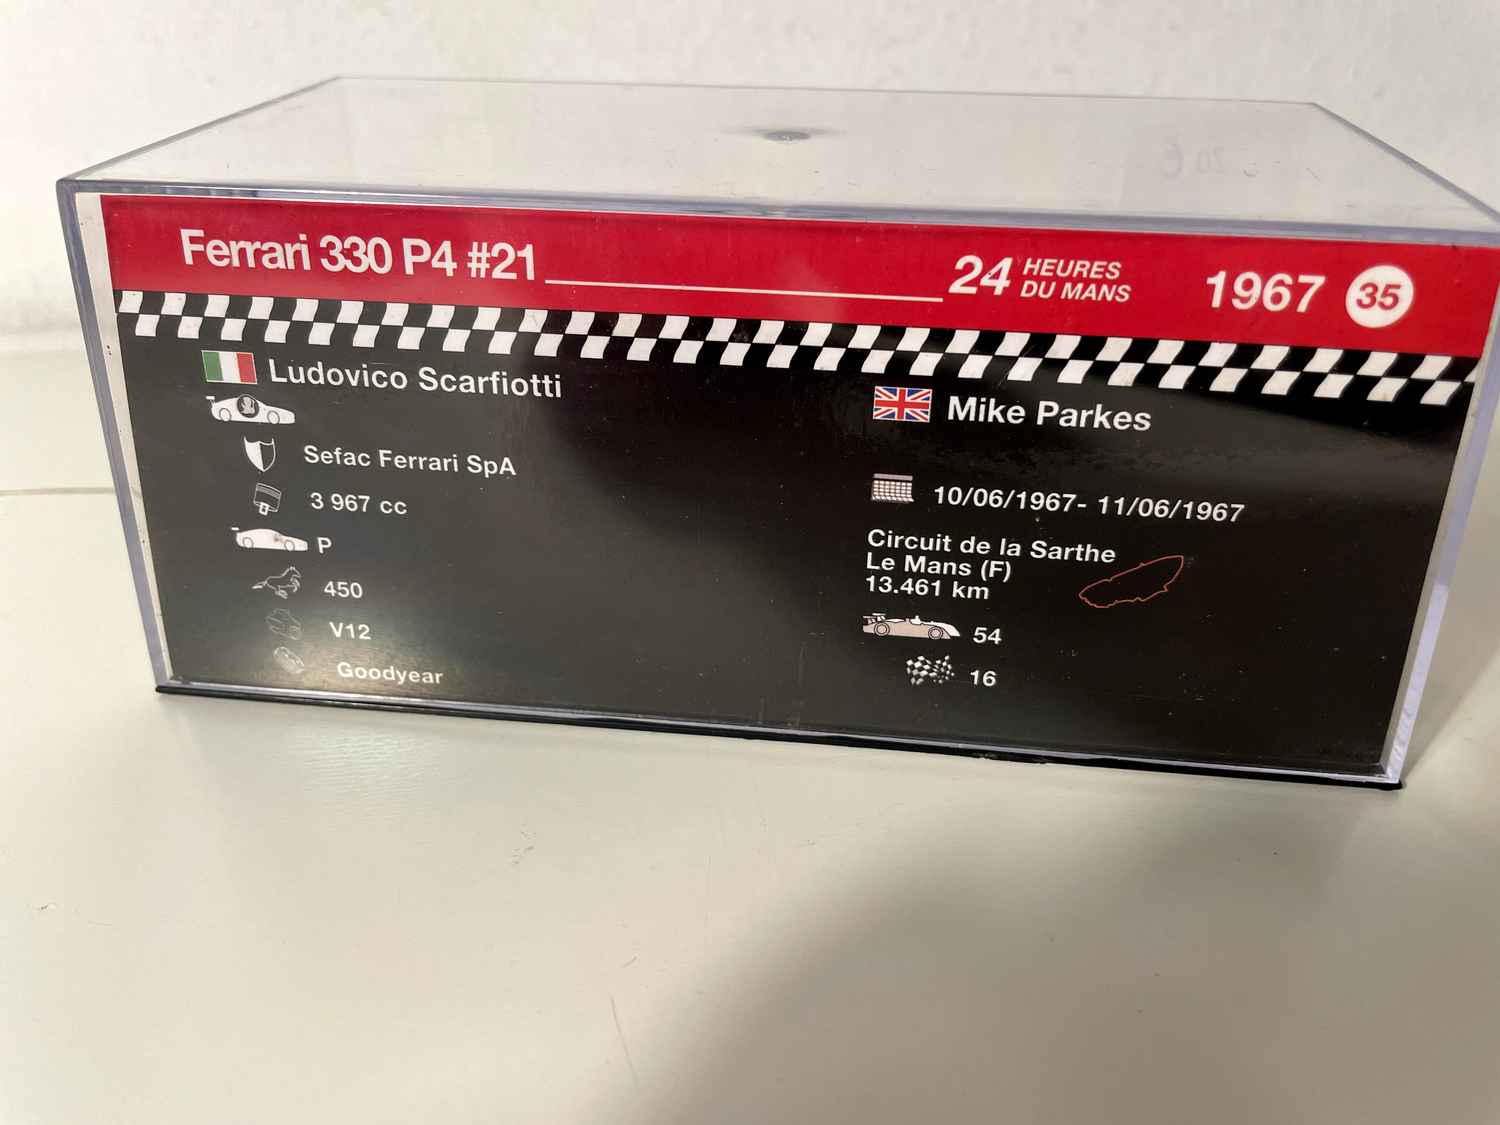 Ferrari 330 P4 #21 24 HEURES DU MANS 1967 35
Ludovico Scarfiotti
Sefac Ferrari SpA
3 967 cc
P
450
V12
Goodyear
Mike Parkes
10/06/1967- 11/06/1967
Circuit de la Sarthe
Le Mans (F)
13.461 km
54
16